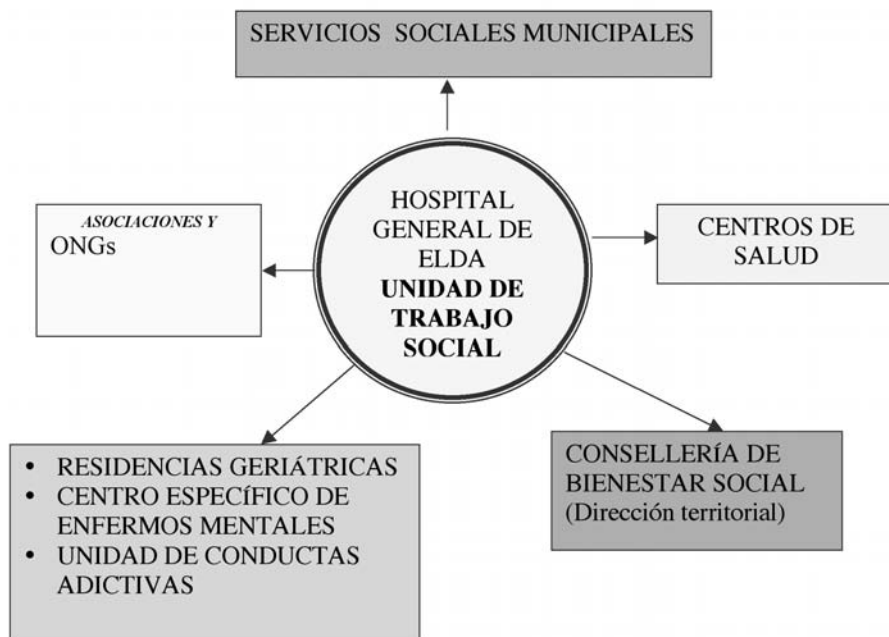 SERVICIOS SOCIALES MUNICIPALES
HOSPITAL
GENERAL DE
ELDA
UNIDAD DE
TRABAJO
SOCIAL
ASOCIACIONES Y
ONGs
CENTROS DE
SALUD
• RESIDENCIAS GERIÁTRICAS
• CENTRO ESPECÍFICO DE
ENFERMOS MENTALES
• UNIDAD DE CONDUCTAS
ADICTIVAS
CONSELLERÍA DE
BIENESTAR SOCIAL
(Dirección territorial)